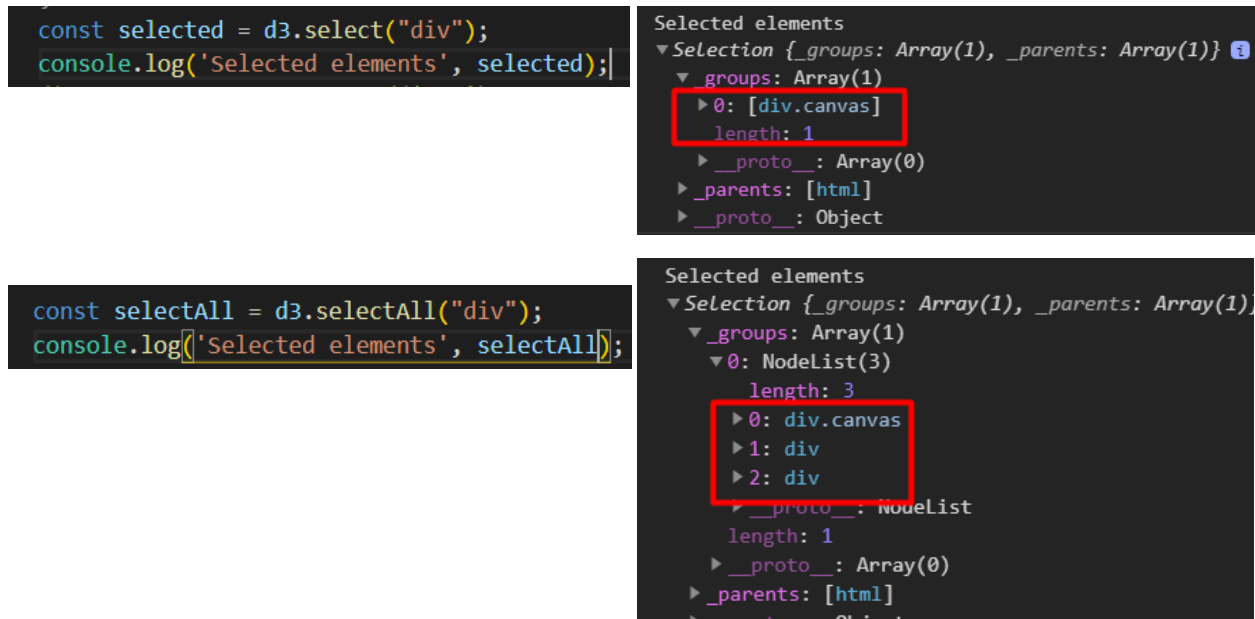 const selected = d3.select("div");
console.log('Selected elements', selected);
Selected elements
▼Selection {_groups: Array(1), _parents: Array(1)} i
▼_groups: Array(1)
▶0: [div.canvas]
length: 1
▶__proto__: Array(0)
▶_parents: [html]
▶__proto__: Object
const selectAll = d3.selectAll("div");
console.log('Selected elements', selectAll);
Selected elements
▼Selection {_groups: Array(1), _parents: Array(1)}
▼_groups: Array(1)
▼0: NodeList(3)
length: 3
▶0: div.canvas
▶1: div
▶2: div
▶__proto__: NodeList
length: 1
▶__proto__: Array(0)
▶_parents: [html]